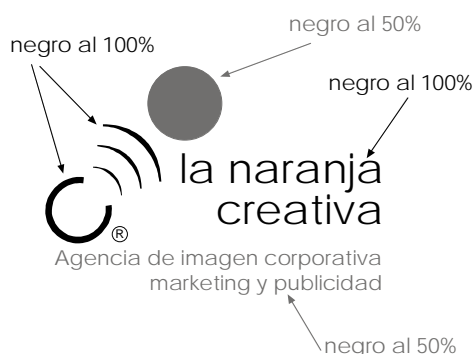 negro al 50%
negro al 100%
negro al 100%
la naranja
creativa
®
Agencia de imagen corporativa
marketing y publicidad
negro al 50%